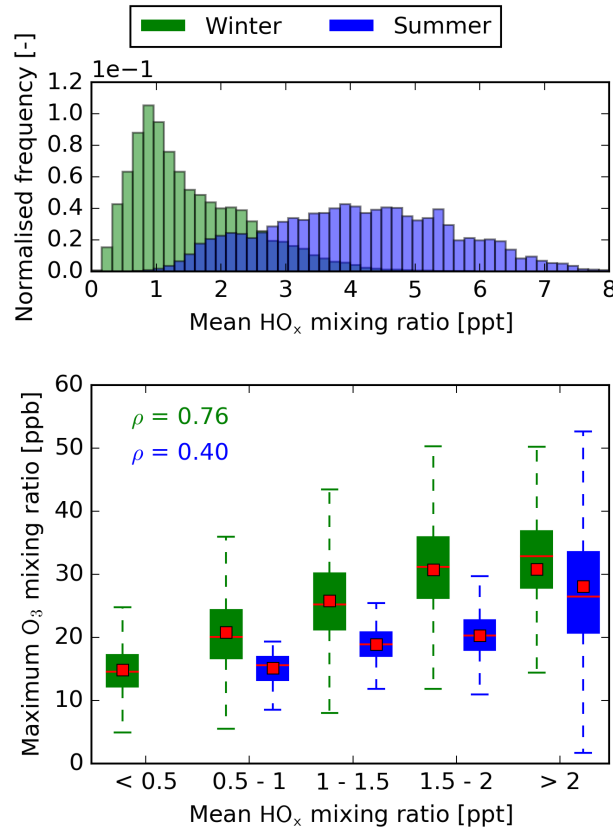 Winter Summer
1e−1
Normalised frequency [-]
1.2
1.0
0.8
0.6
0.4
0.2
0.0
0 1 2 3 4 5 6 7 8
Mean HOx mixing ratio [ppt]
Maximum O3 mixing ratio [ppb]
60
50
40
30
20
10
0
ρ = 0.76
ρ = 0.40
< 0.5 0.5 - 1 1 - 1.5 1.5 - 2 > 2
Mean HOx mixing ratio [ppt]